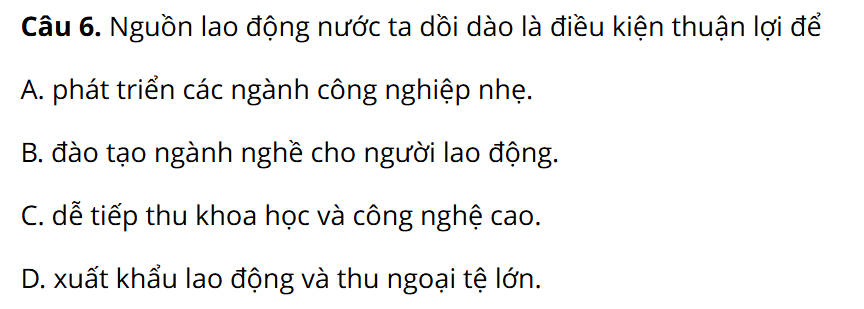 Câu 6. Nguồn lao động nước ta dồi dào là điều kiện thuận lợi để
A. phát triển các ngành công nghiệp nhẹ.
B. đào tạo ngành nghề cho người lao động.
C. dễ tiếp thu khoa học và công nghệ cao.
D. xuất khẩu lao động và thu ngoại tệ lớn.